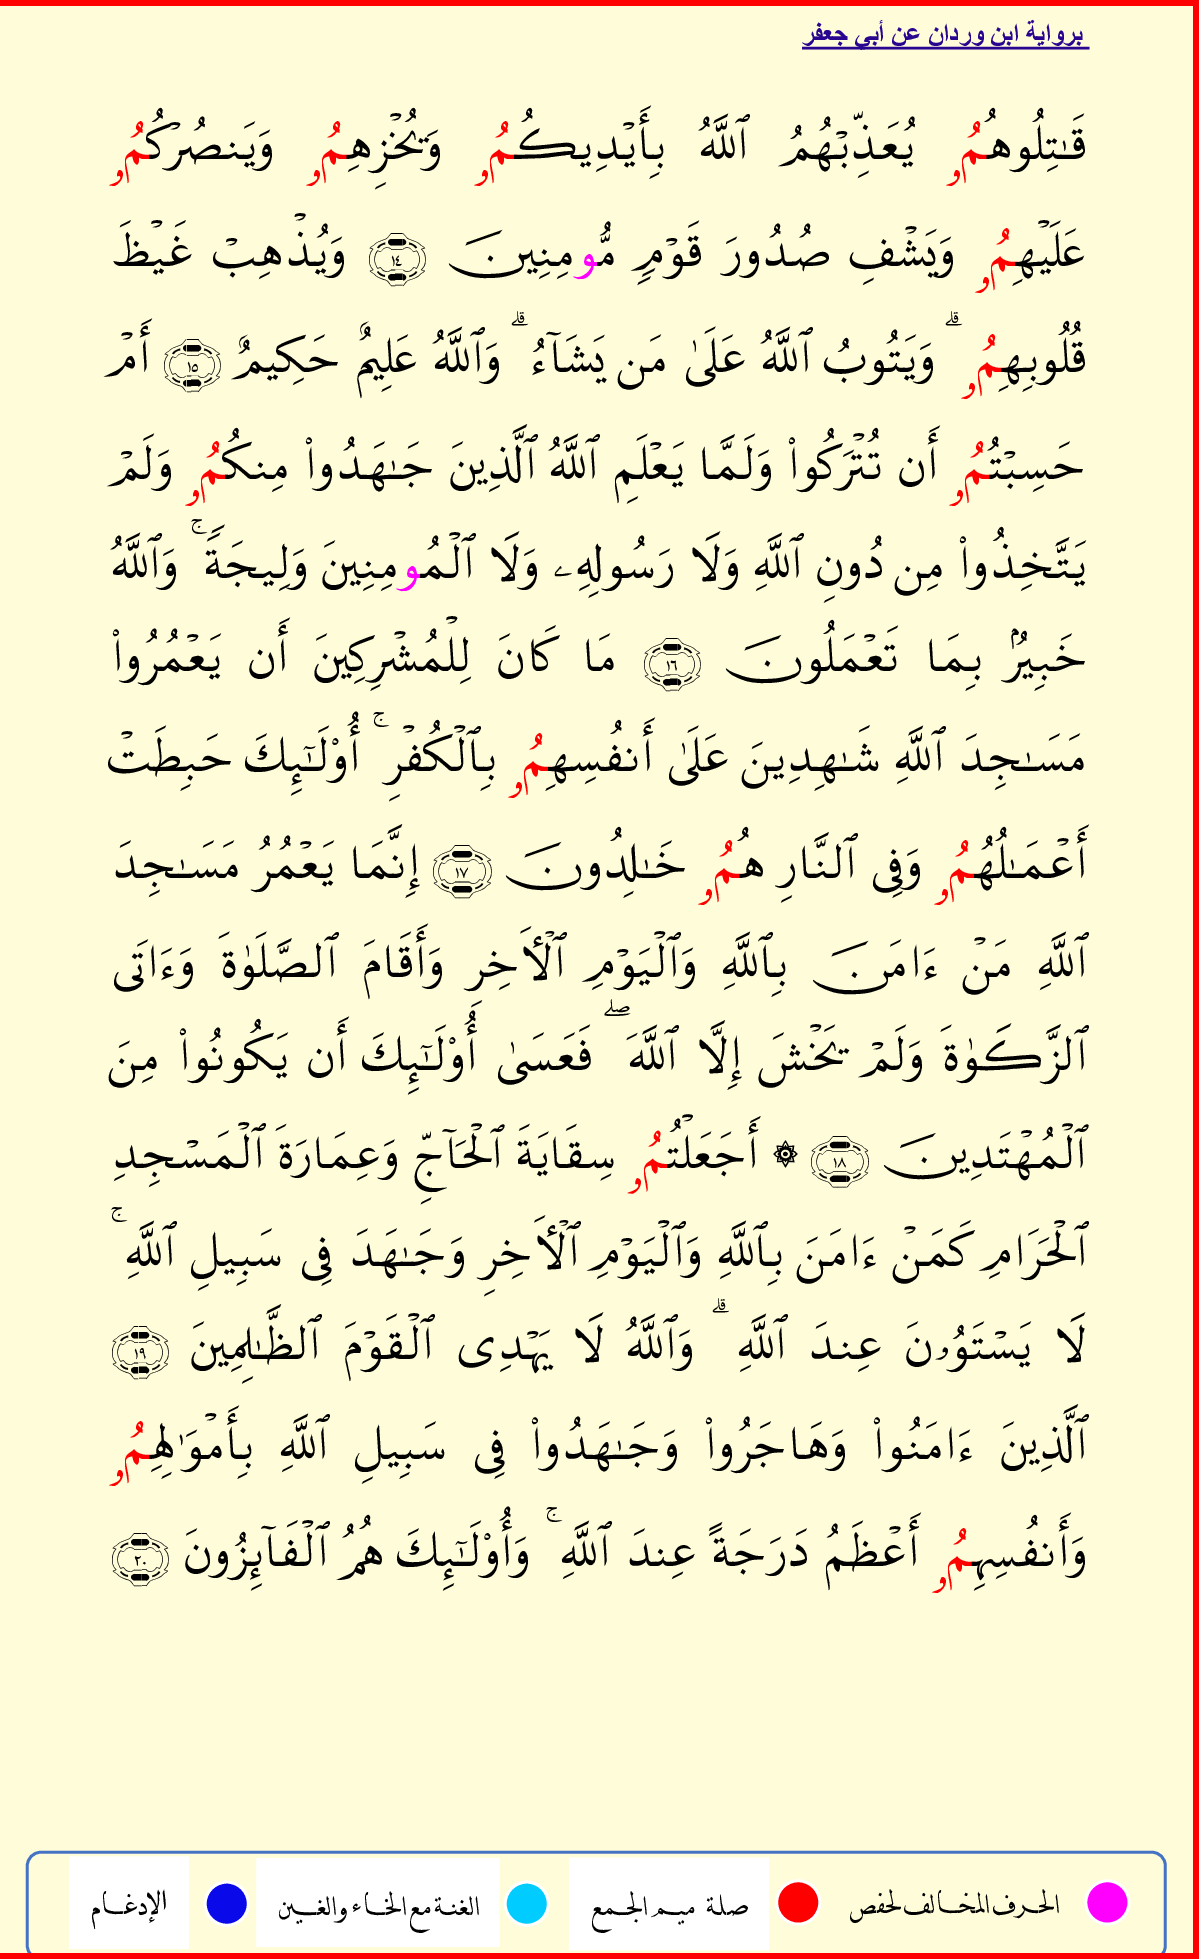 برواية ابن وردان عن أبي جعفر
قَـٰتِلُوهُمُۥ يُعَذِّبۡهُمُ ٱللَّهُ بِأَيۡدِيكُمُۥ وَيُخۡزِهِمُۥ وَيَنصُرۡكُمُۥ
عَلَيۡهِمُۥ وَيَشۡفِ صُدُورَ قَوۡمٍ مُّومِنِينَ ١٤ وَيُذۡهِبۡ غَيۡظَ
قُلُوبِهِمُۥ ۗ وَيَتُوبُ ٱللَّهُ عَلَىٰ مَن يَشَآءُ ۗ وَٱللَّهُ عَلِيمٌ حَكِيمٌ ١٥ أَمۡ
حَسِبۡتُمُۥ أَن تُتۡرَكُواْ وَلَمَّا يَعۡلَمِ ٱللَّهُ ٱلَّذِينَ جَـٰهَدُواْ مِنكُمُۥ وَلَمۡ
يَتَّخِذُواْ مِن دُونِ ٱللَّهِ وَلَا رَسُولِهِۦ وَلَا ٱلۡمُومِنِينَ وَلِيجَةً ۚ وَٱللَّهُ
خَبِيرُۢ بِمَا تَعۡمَلُونَ ١٦ مَا كَانَ لِلۡمُشۡرِكِينَ أَن يَعۡمُرُواْ
مَسَـٰجِدَ ٱللَّهِ شَـٰهِدِينَ عَلَىٰ أَنفُسِهِمُۥ بِٱلۡكُفۡرِ ۚ أُوْلَـٰٓئِكَ حَبِطَتۡ
أَعۡمَـٰلُهُمُۥ وَفِى ٱلنَّارِ هُمُۥ خَـٰلِدُونَ ١٧ إِنَّمَا يَعۡمُرُ مَسَـٰجِدَ
ٱللَّهِ مَنۡ ءَامَنَ بِٱللَّهِ وَٱلۡيَوۡمِ ٱلۡأَخِرِ وَأَقَامَ ٱلصَّلَوٰةَ وَءَاتَى
ٱلزَّكَوٰةَ وَلَمۡ يَخۡشَ إِلَّا ٱللَّهَ ۖ فَعَسَىٰ أُوْلَـٰٓئِكَ أَن يَكُونُواْ مِنَ
ٱلۡمُهۡتَدِينَ ١٨ ۞ أَجَعَلۡتُمُۥ سِقَايَةَ ٱلۡحَآجِّ وَعِمَارَةَ ٱلۡمَسۡجِدِ
ٱلۡحَرَامِ كَمَنۡ ءَامَنَ بِٱللَّهِ وَٱلۡيَوۡمِ ٱلۡأَخِرِ وَجَـٰهَدَ فِى سَبِيلِ ٱللَّهِ ۚ
لَا يَسۡتَوُۥنَ عِندَ ٱللَّهِ ۗ وَٱللَّهُ لَا يَهۡدِى ٱلۡقَوۡمَ ٱلظَّـٰلِمِينَ ١٩
ٱلَّذِينَ ءَامَنُواْ وَهَاجَرُواْ وَجَـٰهَدُواْ فِى سَبِيلِ ٱللَّهِ بِأَمۡوَٰلِهِمُۥ
وَأَنفُسِهِمُۥ أَعۡظَمُ دَرَجَةً عِندَ ٱللَّهِ ۚ وَأُوْلَـٰٓئِكَ هُمُ ٱلۡفَآئِزُونَ ٢٠
الحرف المخالف لحفص صلة ميم الجمع الغنة مع الخاء والغين الإدغام